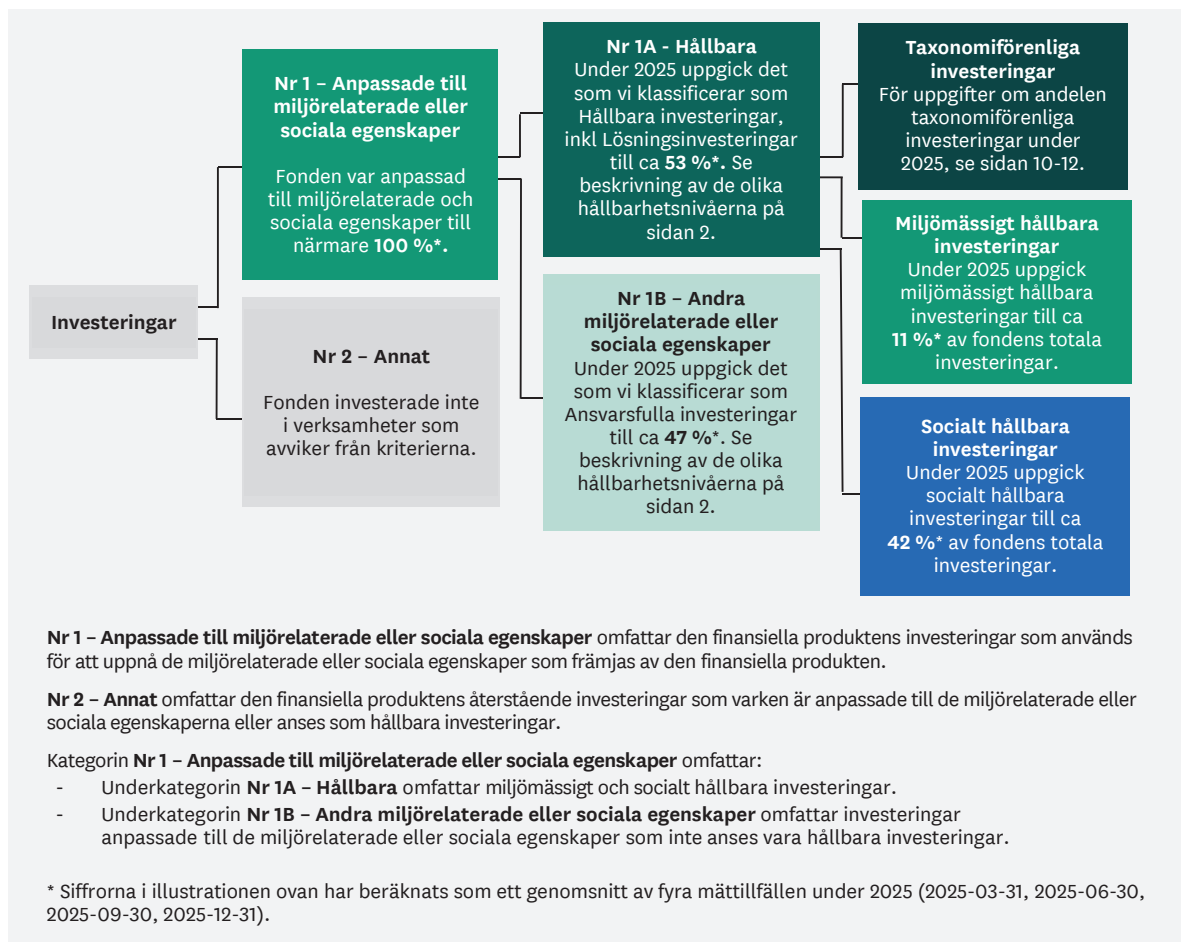 Investeringar
Nr 1 – Anpassade till
miljörelaterade eller
sociala egenskaper
Fonden var anpassad
till miljörelaterade och
sociala egenskaper till
närmare 100 %*.
Nr 2 – Annat
Fonden investerade inte
i verksamheter som
avviker från kriterierna.
Nr 1A - Hållbara
Under 2025 uppgick det
som vi klassificerar som
Hållbara investeringar,
inkl Lösningsinvesteringar
till ca 53 %*. Se
beskrivning av de olika
hållbarhetsnivåerna på
sidan 2.
Nr 1B – Andra
miljörelaterade eller
sociala egenskaper
Under 2025 uppgick det
som vi klassificerar som
Ansvarsfulla investeringar
till ca 47 %*. Se
beskrivning av de olika
hållbarhetsnivåerna på
sidan 2.
Taxonomiförenliga
investeringar
För uppgifter om andelen
taxonomiförenliga
investeringar under
2025, se sidan 10-12.
Miljömässigt hållbara
investeringar
Under 2025 uppgick
miljömässigt hållbara
investeringar till ca
11 %* av fondens totala
investeringar.
Socialt hållbara
investeringar
Under 2025 uppgick
socialt hållbara
investeringar till ca
42 %* av fondens totala
investeringar.
Nr 1 – Anpassade till miljörelaterade eller sociala egenskaper omfattar den finansiella produktens investeringar som används
för att uppnå de miljörelaterade eller sociala egenskaper som främjas av den finansiella produkten.
Nr 2 – Annat omfattar den finansiella produktens återstående investeringar som varken är anpassade till de miljörelaterade eller
sociala egenskaperna eller anses som hållbara investeringar.
Kategorin Nr 1 – Anpassade till miljörelaterade eller sociala egenskaper omfattar:
- Underkategorin Nr 1A – Hållbara omfattar miljömässigt och socialt hållbara investeringar.
- Underkategorin Nr 1B – Andra miljörelaterade eller sociala egenskaper omfattar investeringar
anpassade till de miljörelaterade eller sociala egenskaper som inte anses vara hållbara investeringar.
* Siffrorna i illustrationen ovan har beräknats som ett genomsnitt av fyra mättillfällen under 2025 (2025-03-31, 2025-06-30,
2025-09-30, 2025-12-31).